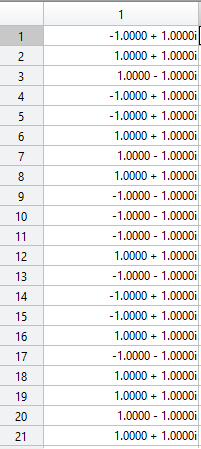 1
1 -1.0000 + 1.0000i
2 1.0000 + 1.0000i
3 1.0000 - 1.0000i
4 -1.0000 + 1.0000i
5 -1.0000 + 1.0000i
6 1.0000 + 1.0000i
7 1.0000 - 1.0000i
8 1.0000 + 1.0000i
9 -1.0000 - 1.0000i
10 -1.0000 - 1.0000i
11 -1.0000 - 1.0000i
12 1.0000 + 1.0000i
13 -1.0000 - 1.0000i
14 -1.0000 + 1.0000i
15 -1.0000 + 1.0000i
16 1.0000 + 1.0000i
17 -1.0000 - 1.0000i
18 1.0000 + 1.0000i
19 1.0000 + 1.0000i
20 1.0000 - 1.0000i
21 1.0000 + 1.0000i